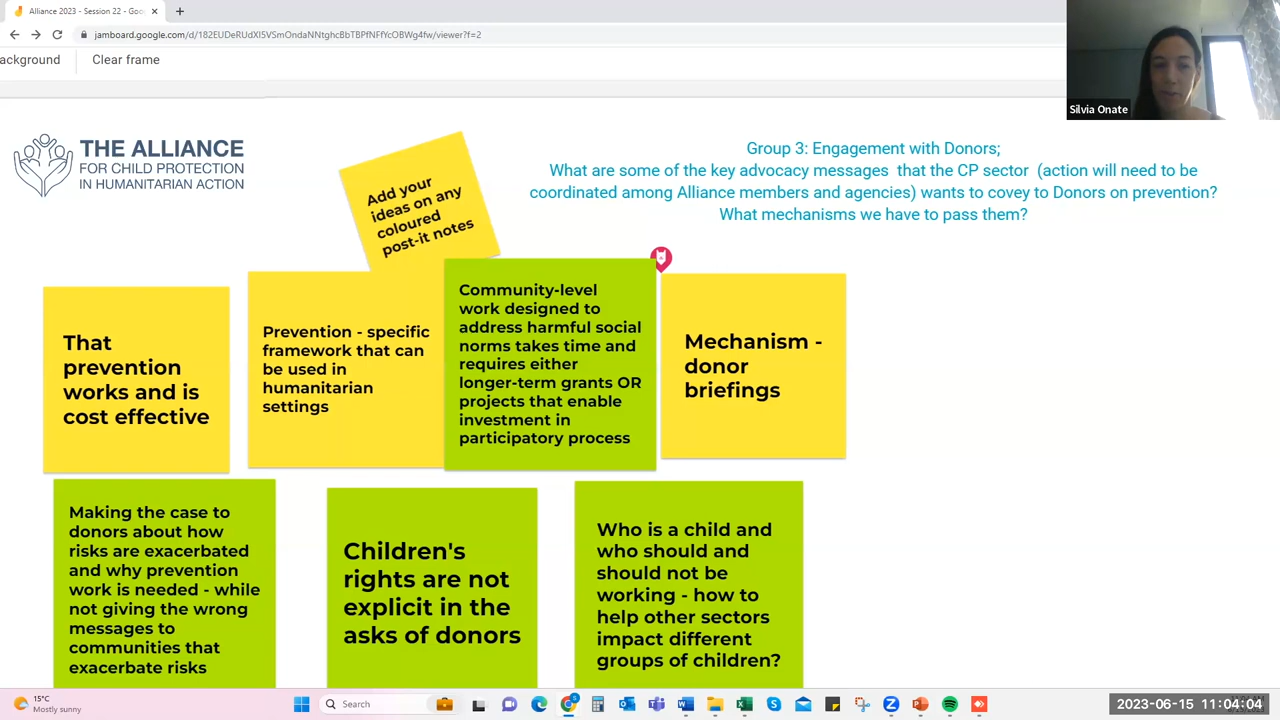 Alliance 2023 - Session 22 - Goo
jamboard.google.com/d/182EUDeRUdXI5VSmOndaNNtghcBbTBPfNFfYcOBWg4fw/viewer?f=2
ackground
Clear frame
Silvia Onate
THE ALLIANCE
FOR CHILD PROTECTION
IN HUMANITARIAN ACTION
Add your
ideas on any
coloured
post-it notes
Group 3: Engagement with Donors;
What are some of the key advocacy messages that the CP sector (action will need to be
coordinated among Alliance members and agencies) wants to covey to Donors on prevention?
What mechanisms we have to pass them?
That
prevention
works and is
cost effective
Prevention - specific
framework that can
be used in
humanitarian
settings
Community-level
work designed to
address harmful social
norms takes time and
requires either
longer-term grants OR
projects that enable
investment in
participatory process
Mechanism -
donor
briefings
Making the case to
donors about how
risks are exacerbated
and why prevention
work is needed - while
not giving the wrong
messages to
communities that
exacerbate risks
Children's
rights are not
explicit in the
asks of donors
Who is a child and
who should and
should not be
working - how to
help other sectors
impact different
groups of children?
15°C
Mostly sunny
Search
2023-06-15 11:04:04